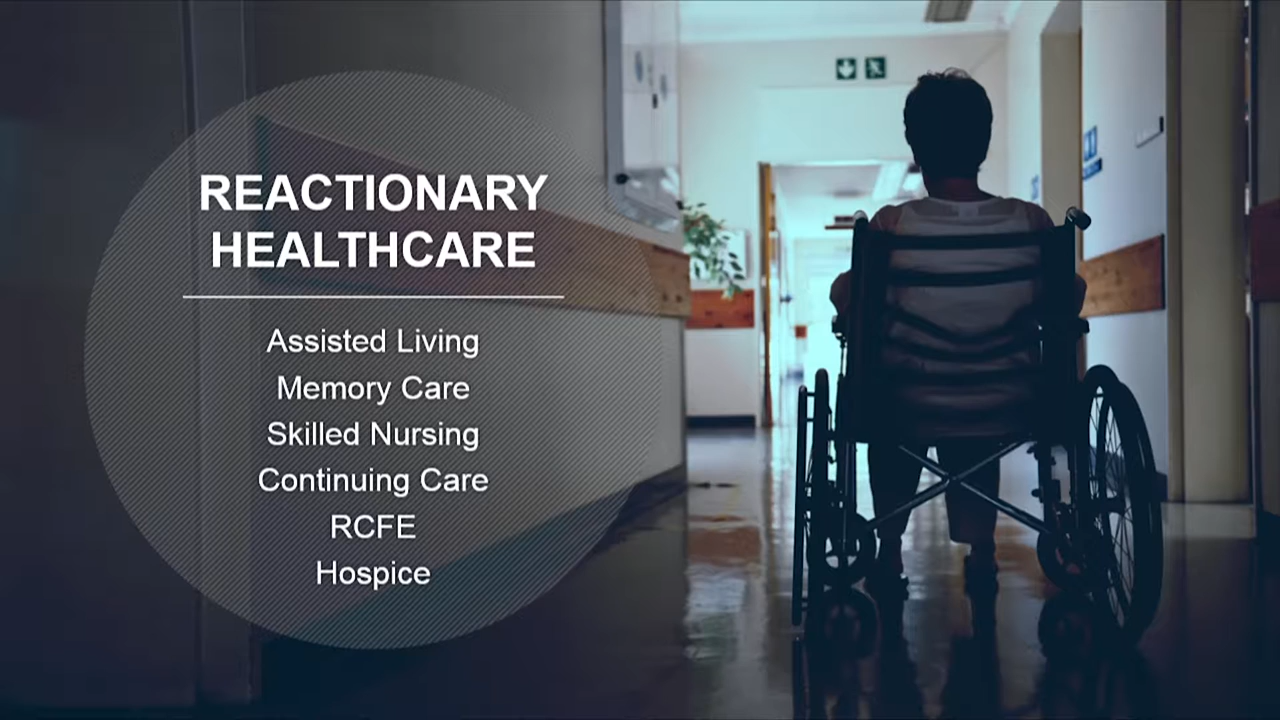 REACTIONARY
HEALTHCARE
Assisted Living
Memory Care
Skilled Nursing
Continuing Care
RCFE
Hospice